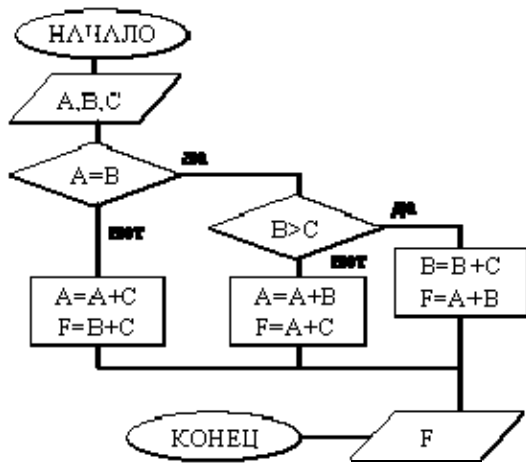 НАЧАЛО
A,B,C
A=B
да
нет
B>C
да
нет
A=A+C
F=B+C
A=A+B
F=A+C
B=B+C
F=A+B
F
КОНЕЦ